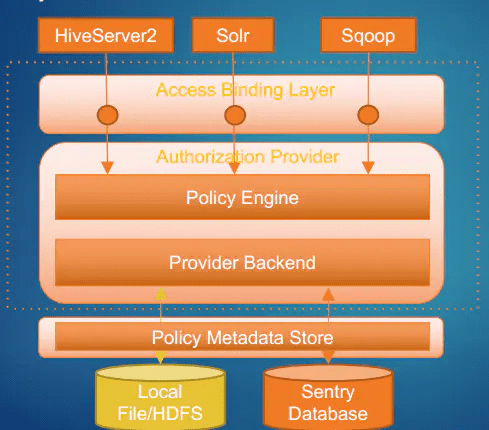 HiveServer2
Solr
Sqoop
Access Binding Layer
Authorization Provider
Policy Engine
Provider Backend
Policy Metadata Store
Local
File/HDFS
Sentry
Database